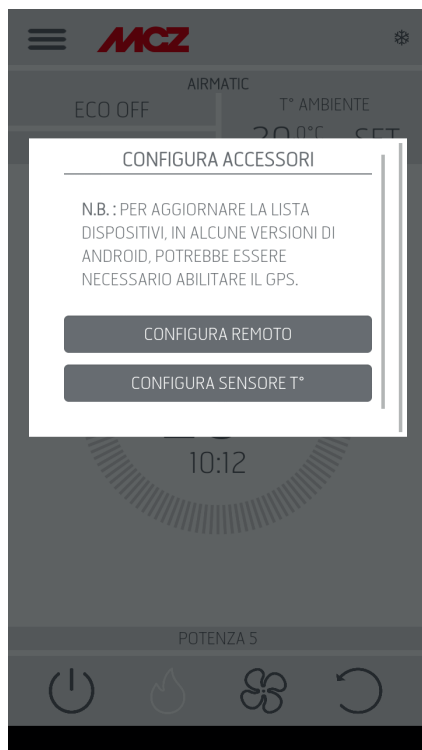 MCZ
AIRMATIC
ECO OFF
T° AMBIENTE
SET
CONFIGURA ACCESSORI
N.B. : PER AGGIORNARE LA LISTA
DISPOSITIVI, IN ALCUNE VERSIONI DI
ANDROID, POTREBBE ESSERE
NECESSARIO ABILITARE IL GPS.
CONFIGURA REMOTO
CONFIGURA SENSORE T°
10:12
POTENZA 5